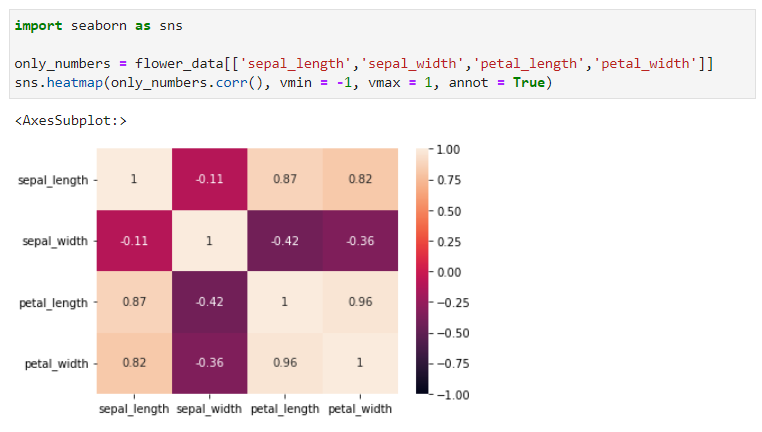 import seaborn as sns
only_numbers = flower_data[['sepal_length','sepal_width','petal_length','petal_width']]
sns.heatmap(only_numbers.corr(), vmin = -1, vmax = 1, annot = True)
<AxesSubplot:>
1.00
sepal_length 1 -0.11 0.87 0.82
0.75
0.50
sepal_width -0.11 1 -0.42 -0.36
0.25
0.00
petal_length 0.87 -0.42 1 0.96
−0.25
−0.50
petal_width 0.82 -0.36 0.96 1
−0.75
−1.00
sepal_length sepal_width petal_length petal_width